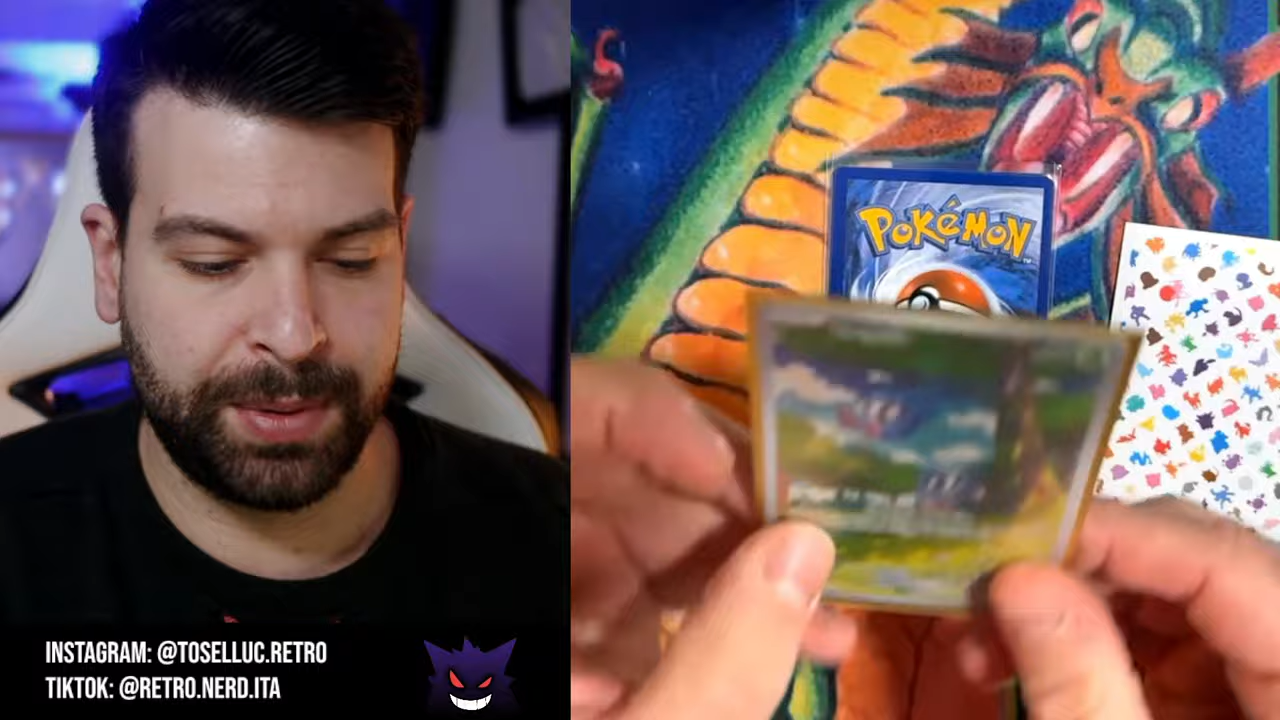 INSTAGRAM: @TOSELLUC.RETRO
TIKTOK: @RETRO.NERD.ITA
POKéMON